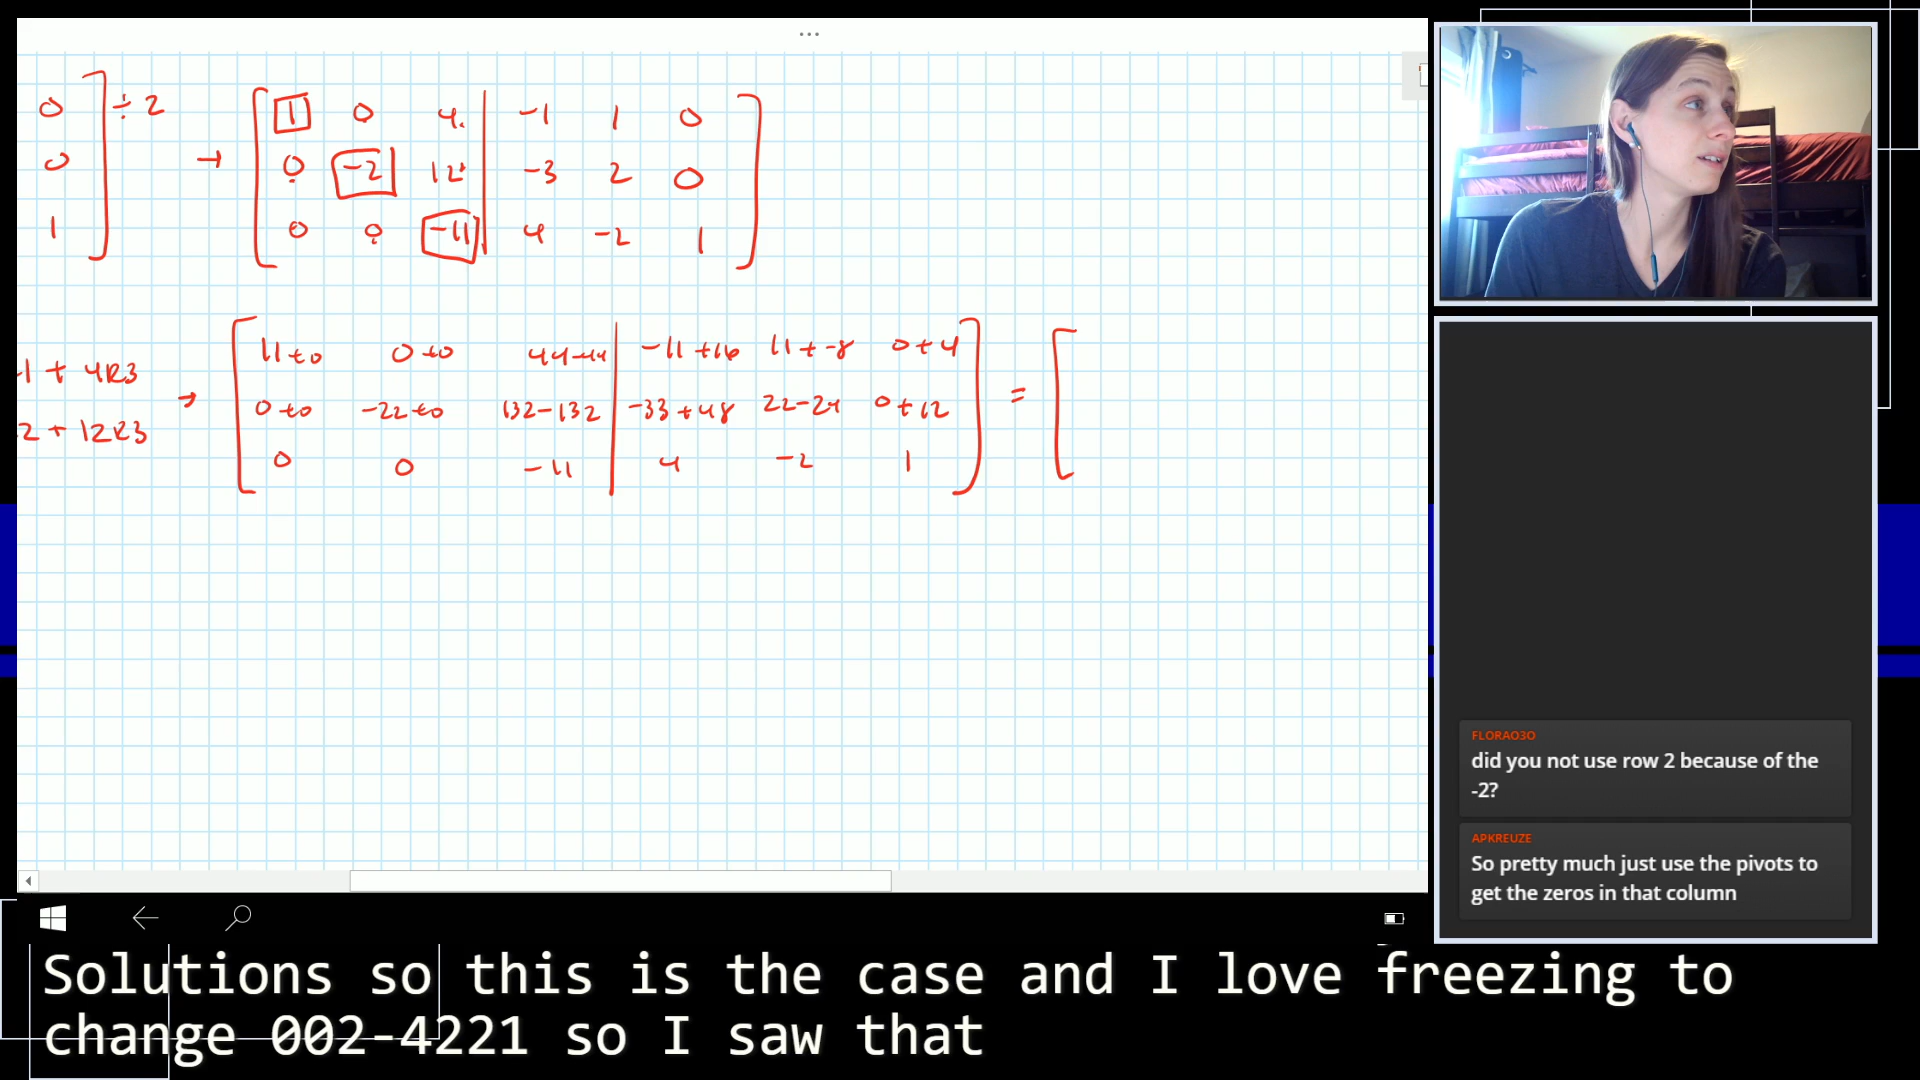 ...
0 ] ÷ 2 [ 1 0 4 | -1 1 0 ]
0 → 0 -2 12 | -3 2 0
1 0 0 -11 | 4 -2 1
1 + 4R3 → [ 11+0 0+0 44-44 | -11+16 11+-8 0+4 ] = [
2 + 12R3 0+0 -22+0 132-132 | -33+48 22-24 0+12
0 0 -11 | 4 -2 1
FLORAO3O
did you not use row 2 because of the
-2?
APKREUZE
So pretty much just use the pivots to
get the zeros in that column
Solutions so this is the case and I love freezing to
change 002-4221 so I saw that